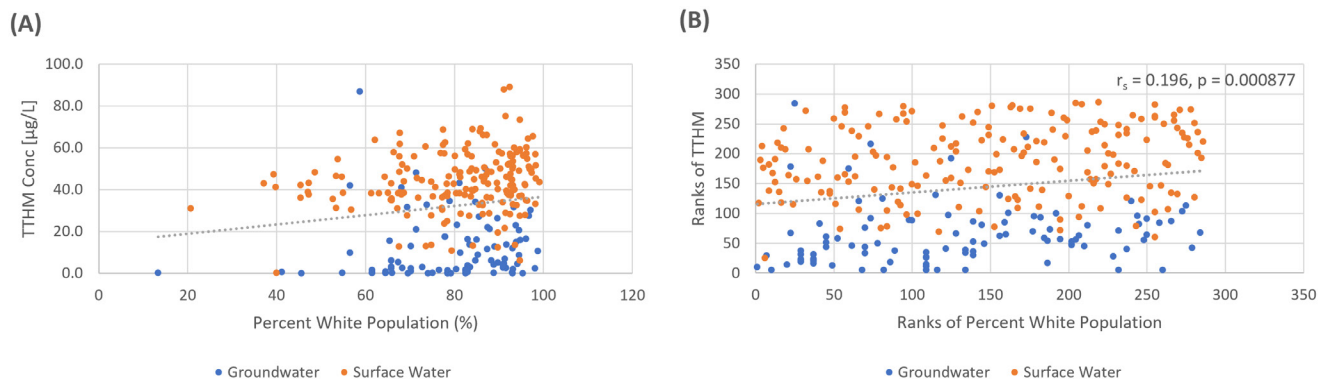 (A)
100.0
80.0
60.0
40.0
20.0
0.0
TTHM Conc [µg/L]
0 20 40 60 80 100 120
Percent White Population (%)
Groundwater Surface Water
(B)
350
300
250
200
150
100
50
0
Ranks of TTHM
rs = 0.196, p = 0.000877
0 50 100 150 200 250 300 350
Ranks of Percent White Population
Groundwater Surface Water